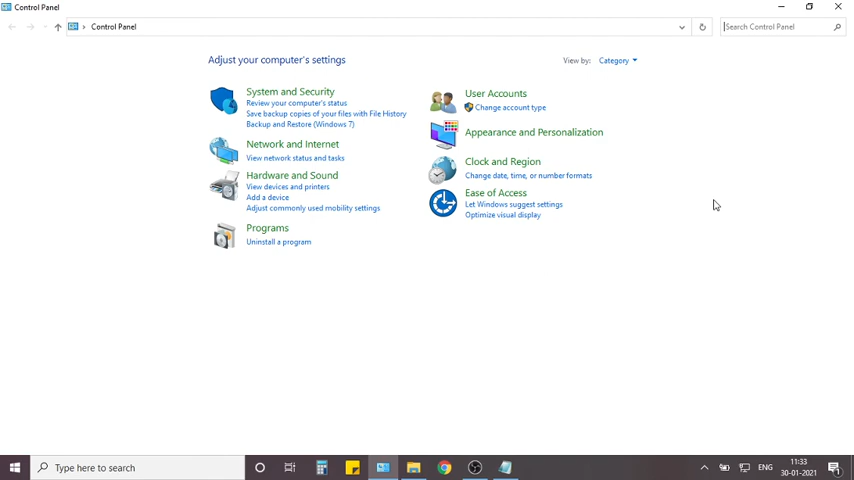 Control Panel
Control Panel
Search Control Panel
Adjust your computer's settings
View by: Category
System and Security
Review your computer's status
Save backup copies of your files with File History
Backup and Restore (Windows 7)
Network and Internet
View network status and tasks
Hardware and Sound
View devices and printers
Add a device
Adjust commonly used mobility settings
Programs
Uninstall a program
User Accounts
Change account type
Appearance and Personalization
Clock and Region
Change date, time, or number formats
Ease of Access
Let Windows suggest settings
Optimize visual display
Type here to search
ENG
11:33
30-01-2021
1